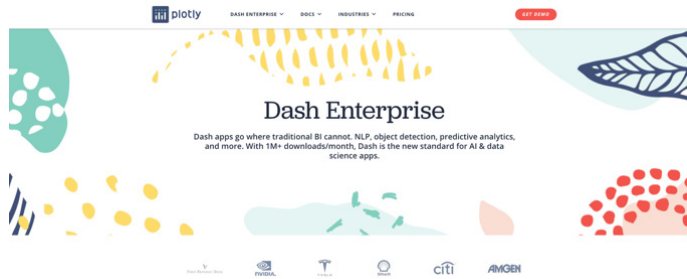 plotly
DASH ENTERPRISE
DOCS
INDUSTRIES
PRICING
GET DEMO
Dash Enterprise
Dash apps go where traditional BI cannot. NLP, object detection, predictive analytics,
and more. With 1M+ downloads/month, Dash is the new standard for AI & data
science apps.
NVIDIA.
citi
AMGEN